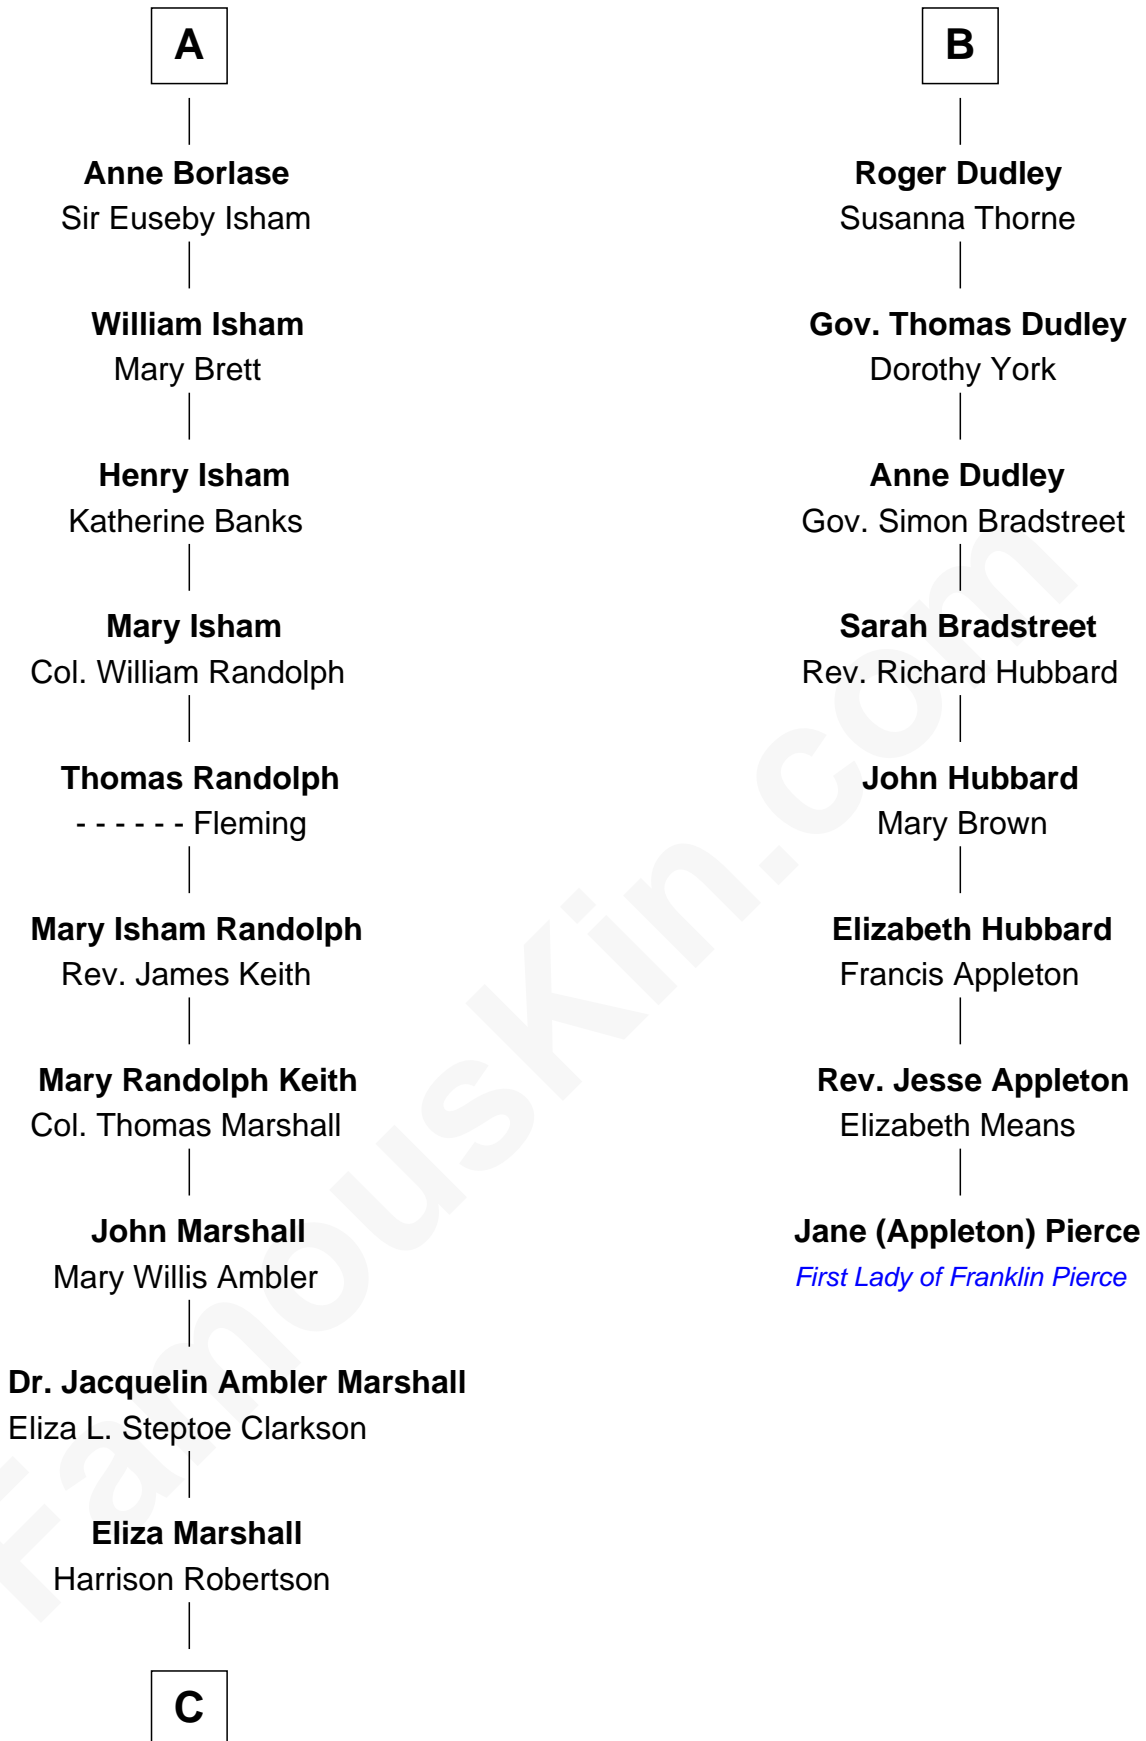 A
Anne Borlase
Sir Euseby Isham
William Isham
Mary Brett
Henry Isham
Katherine Banks
Mary Isham
Col. William Randolph
Thomas Randolph
- - - - - - Fleming
Mary Isham Randolph
Rev. James Keith
Mary Randolph Keith
Col. Thomas Marshall
John Marshall
Mary Willis Ambler
Dr. Jacquelin Ambler Marshall
Eliza L. Steptoe Clarkson
Eliza Marshall
Harrison Robertson
C
B
Roger Dudley
Susanna Thorne
Gov. Thomas Dudley
Dorothy York
Anne Dudley
Gov. Simon Bradstreet
Sarah Bradstreet
Rev. Richard Hubbard
John Hubbard
Mary Brown
Elizabeth Hubbard
Francis Appleton
Rev. Jesse Appleton
Elizabeth Means
Jane (Appleton) Pierce
First Lady of Franklin Pierce
FamousKin.com